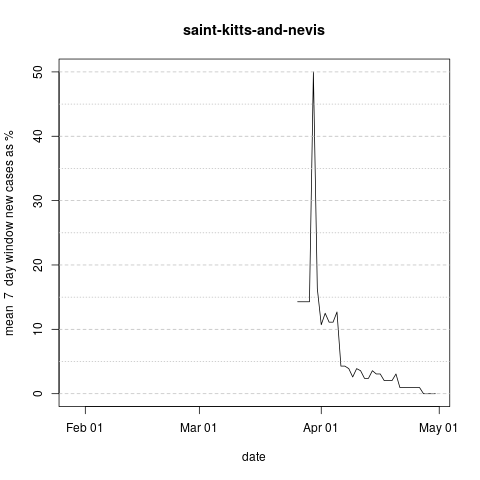 saint-kitts-and-nevis
mean  7  day window new cases as %
50
40
30
20
10
0
Feb 01
Mar 01
Apr 01
May 01
date